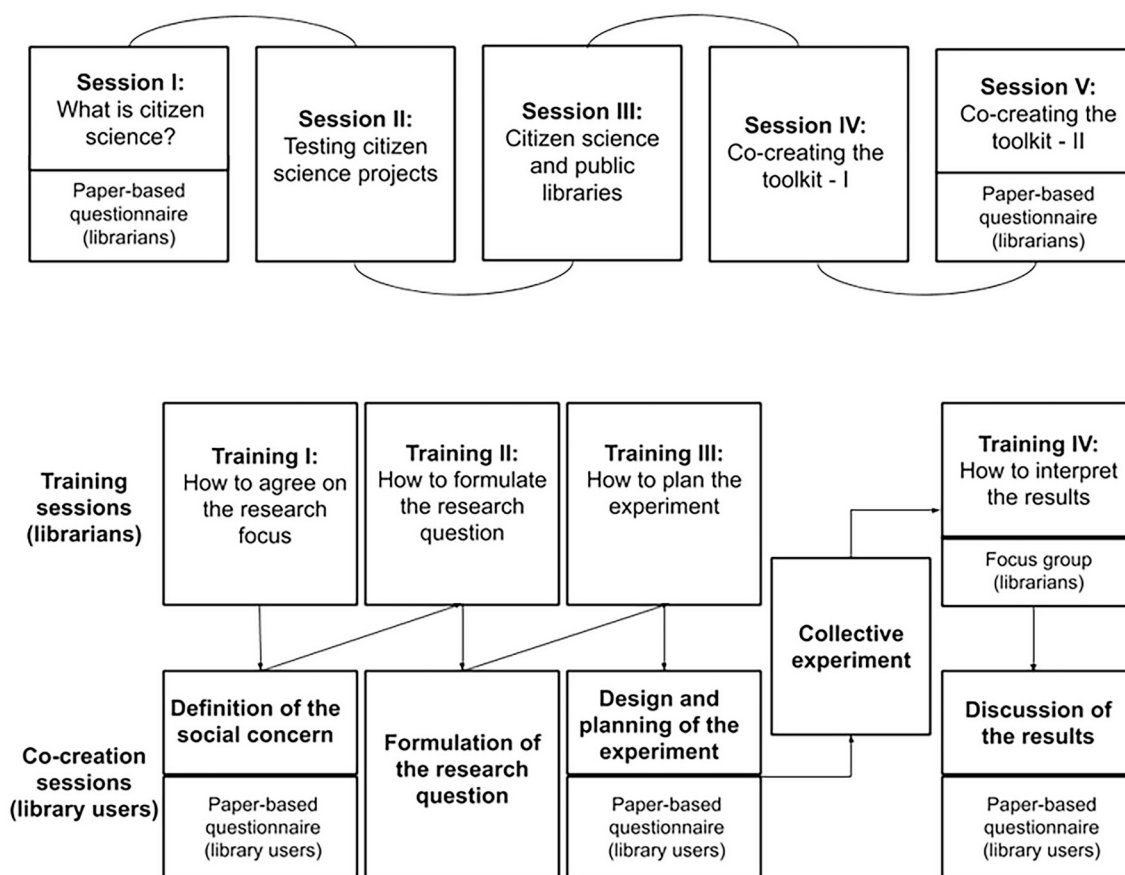 Session I:
What is citizen
science?
Paper-based
questionnaire
(librarians)
Session II:
Testing citizen
science projects
Session III:
Citizen science
and public
libraries
Session IV:
Co-creating the
toolkit - I
Session V:
Co-creating the
toolkit - II
Paper-based
questionnaire
(librarians)
Training
sessions
(librarians)
Training I:
How to agree on
the research
focus
Training II:
How to formulate
the research
question
Training III:
How to plan the
experiment
Training IV:
How to interpret
the results
Focus group
(librarians)
Collective
experiment
Co-creation
sessions
(library users)
Definition of the
social concern
Paper-based
questionnaire
(library users)
Formulation of
the research
question
Design and
planning of the
experiment
Paper-based
questionnaire
(library users)
Discussion of
the results
Paper-based
questionnaire
(library users)